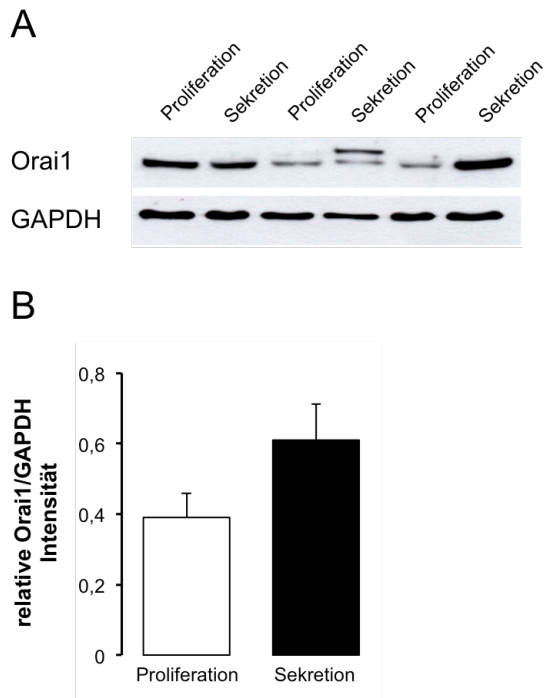 A
Proliferation
Sekretion
Proliferation
Sekretion
Proliferation
Sekretion
Orai1
GAPDH
B
relative Orai1/GAPDH
Intensität
0,8
0,6
0,4
0,2
0
Proliferation
Sekretion